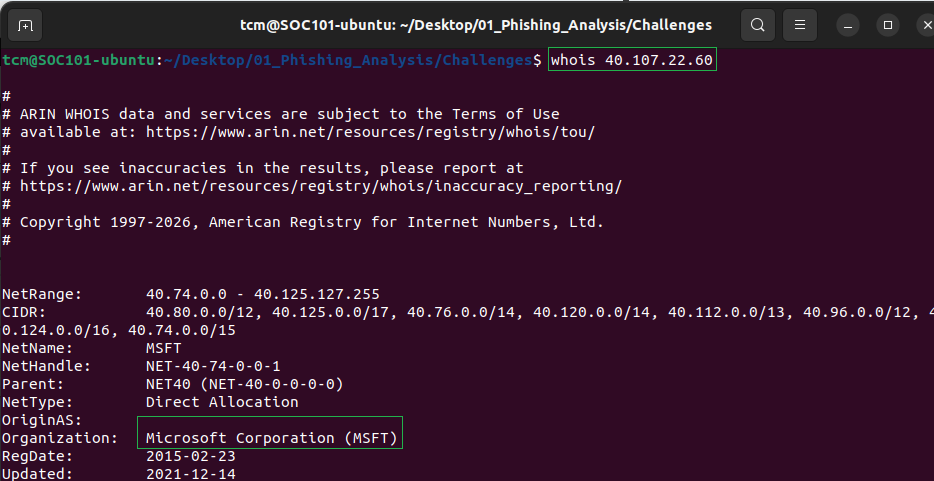 tcm@SOC101-ubuntu: ~/Desktop/01_Phishing_Analysis/Challenges
tcm@SOC101-ubuntu:~/Desktop/01_Phishing_Analysis/Challenges$ whois 40.107.22.60
#
# ARIN WHOIS data and services are subject to the Terms of Use
# available at: https://www.arin.net/resources/registry/whois/tou/
#
# If you see inaccuracies in the results, please report at
# https://www.arin.net/resources/registry/whois/inaccuracy_reporting/
#
# Copyright 1997-2026, American Registry for Internet Numbers, Ltd.
#
NetRange: 40.74.0.0 - 40.125.127.255
CIDR: 40.80.0.0/12, 40.125.0.0/17, 40.76.0.0/14, 40.120.0.0/14, 40.112.0.0/13, 40.96.0.0/12, 4
0.124.0.0/16, 40.74.0.0/15
NetName: MSFT
NetHandle: NET-40-74-0-0-1
Parent: NET40 (NET-40-0-0-0-0)
NetType: Direct Allocation
OriginAS:
Organization: Microsoft Corporation (MSFT)
RegDate: 2015-02-23
Updated: 2021-12-14